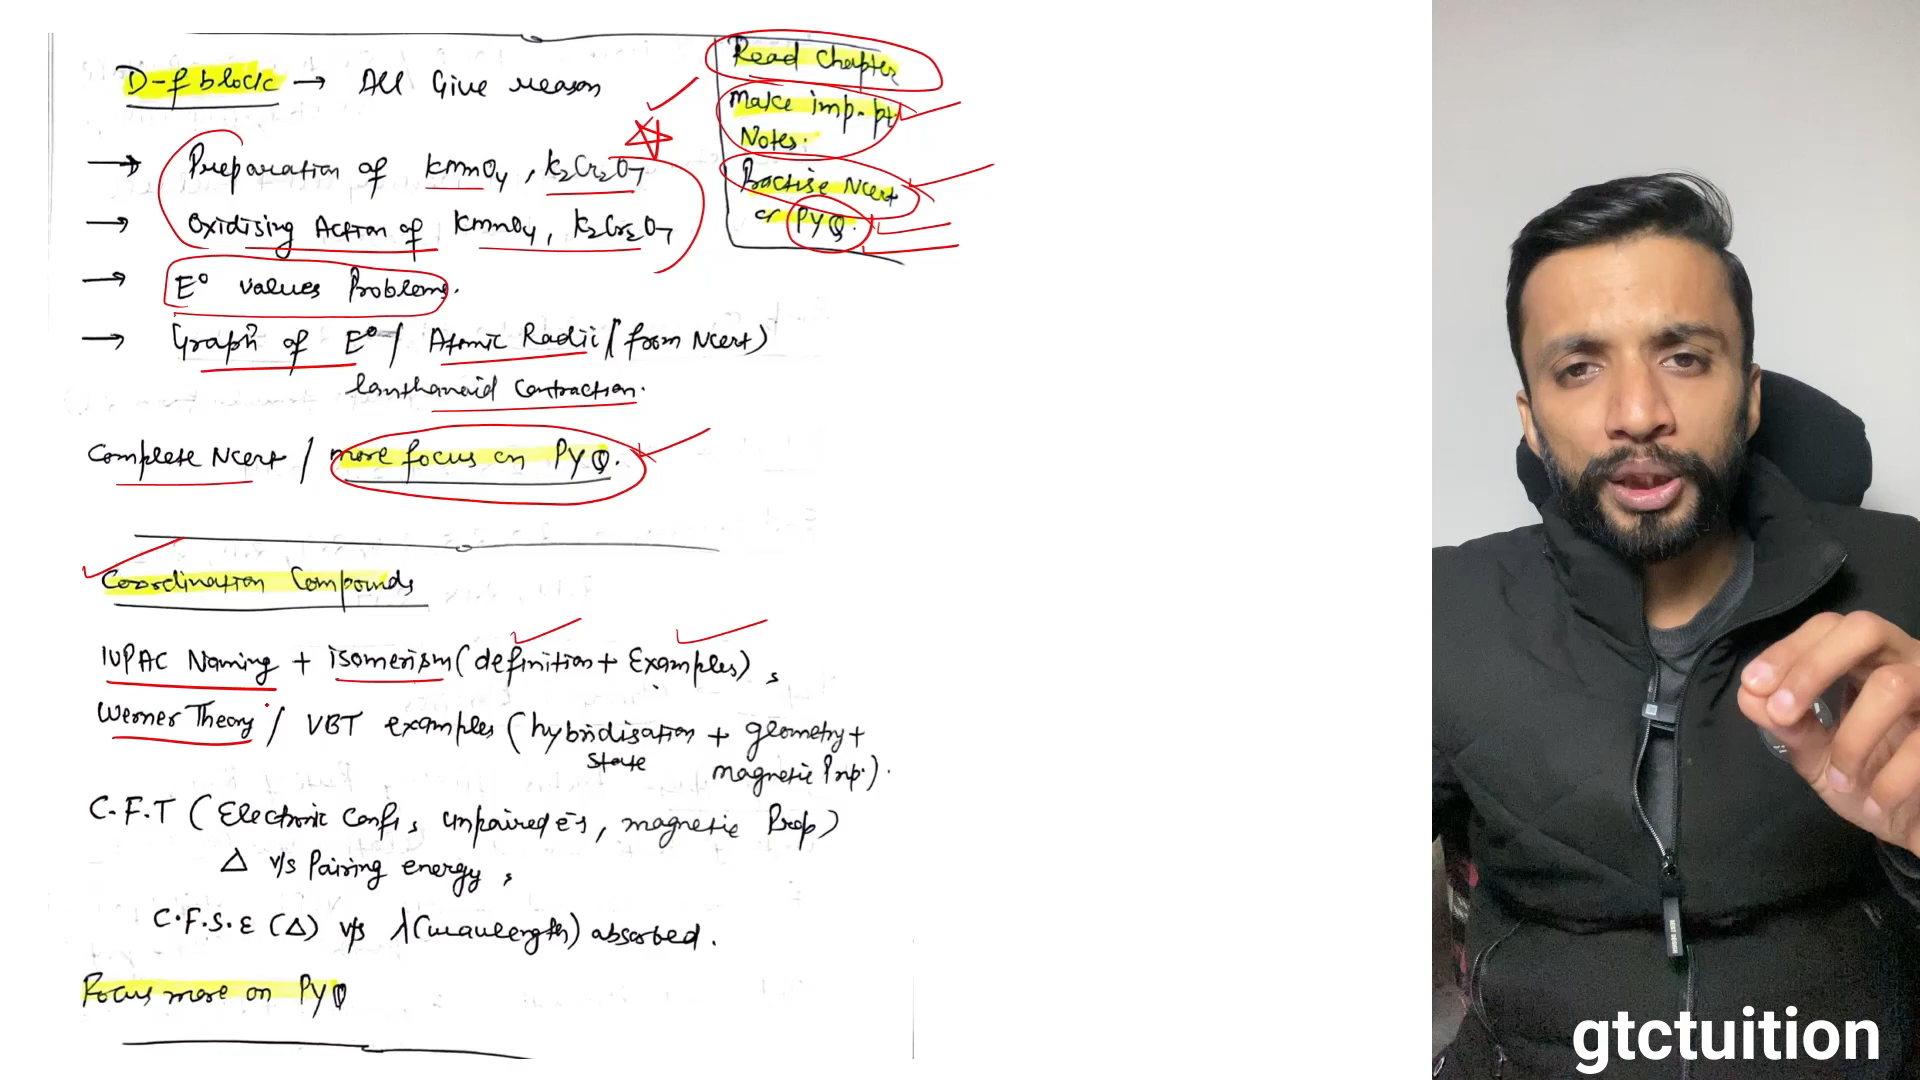 D-f block → All Give reason
→ Preparation of KMnO4, K2Cr2O7
→ Oxidising Action of KMnO4, K2Cr2O7
→ E° values Problems.
→ Graph of E° / Atomic Radii (from Ncert)
lanthanoid Contraction.
Complete Ncert / more focus on PYQ.
Read Chapter
Make imp. pt
Notes.
Practise Ncert
or PYQ.
Coordination Compounds
IUPAC Naming + isomerism (definition + Examples),
Werner Theory / VBT examples (hybridisation + geometry +
state magnetic Prop.).
C.F.T (Electronic Confi, unpaired e's, magnetic Prop)
Δ v/s Pairing energy,
C.F.S.E (Δ) v/s λ (wavelength) absorbed.
Focus more on PYQ
gtctuition